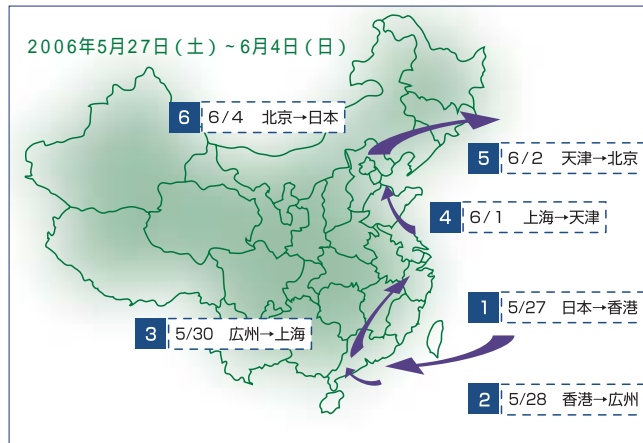 2006年5月27日(土)~6月4日(日)
6 6/4 北京→日本
5 6/2 天津→北京
4 6/1 上海→天津
1 5/27 日本→香港
3 5/30 広州→上海
2 5/28 香港→広州